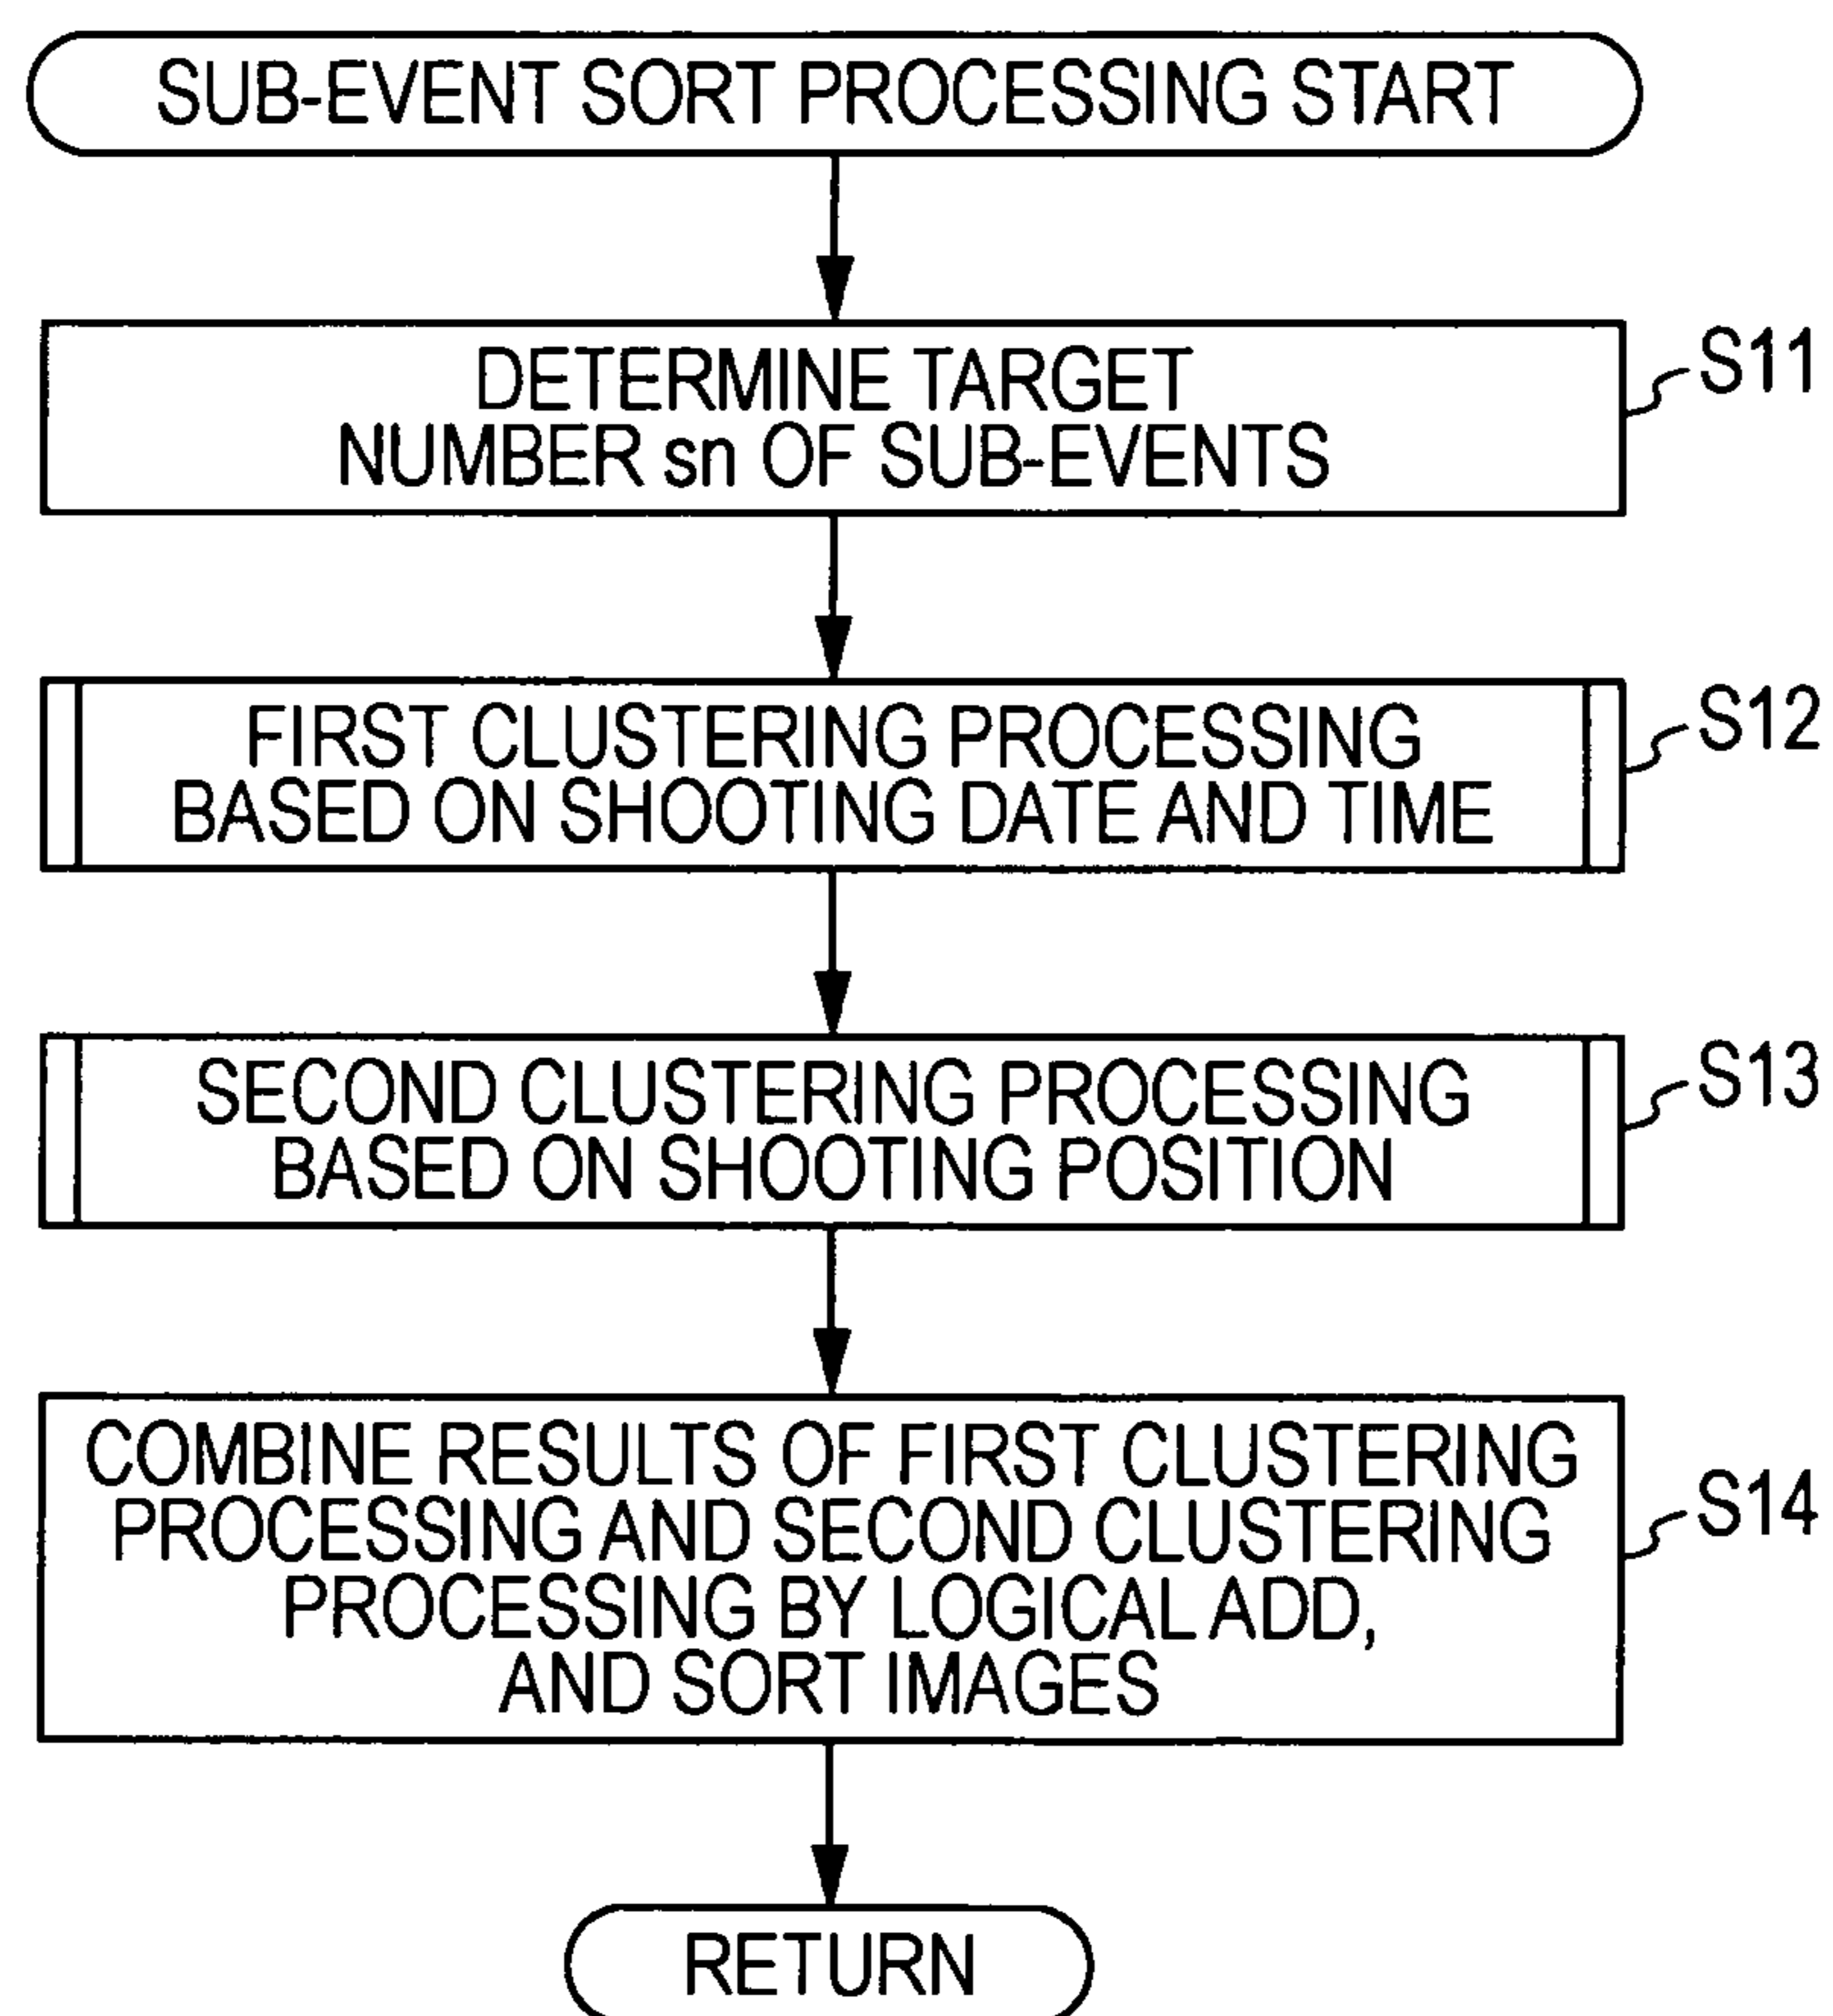 SUB-EVENT SORT PROCESSING START
DETERMINE TARGET
NUMBER sn OF SUB-EVENTS
S11
FIRST CLUSTERING PROCESSING
BASED ON SHOOTING DATE AND TIME
S12
SECOND CLUSTERING PROCESSING
BASED ON SHOOTING POSITION
S13
COMBINE RESULTS OF FIRST CLUSTERING
PROCESSING AND SECOND CLUSTERING
PROCESSING BY LOGICAL ADD,
AND SORT IMAGES
S14
RETURN